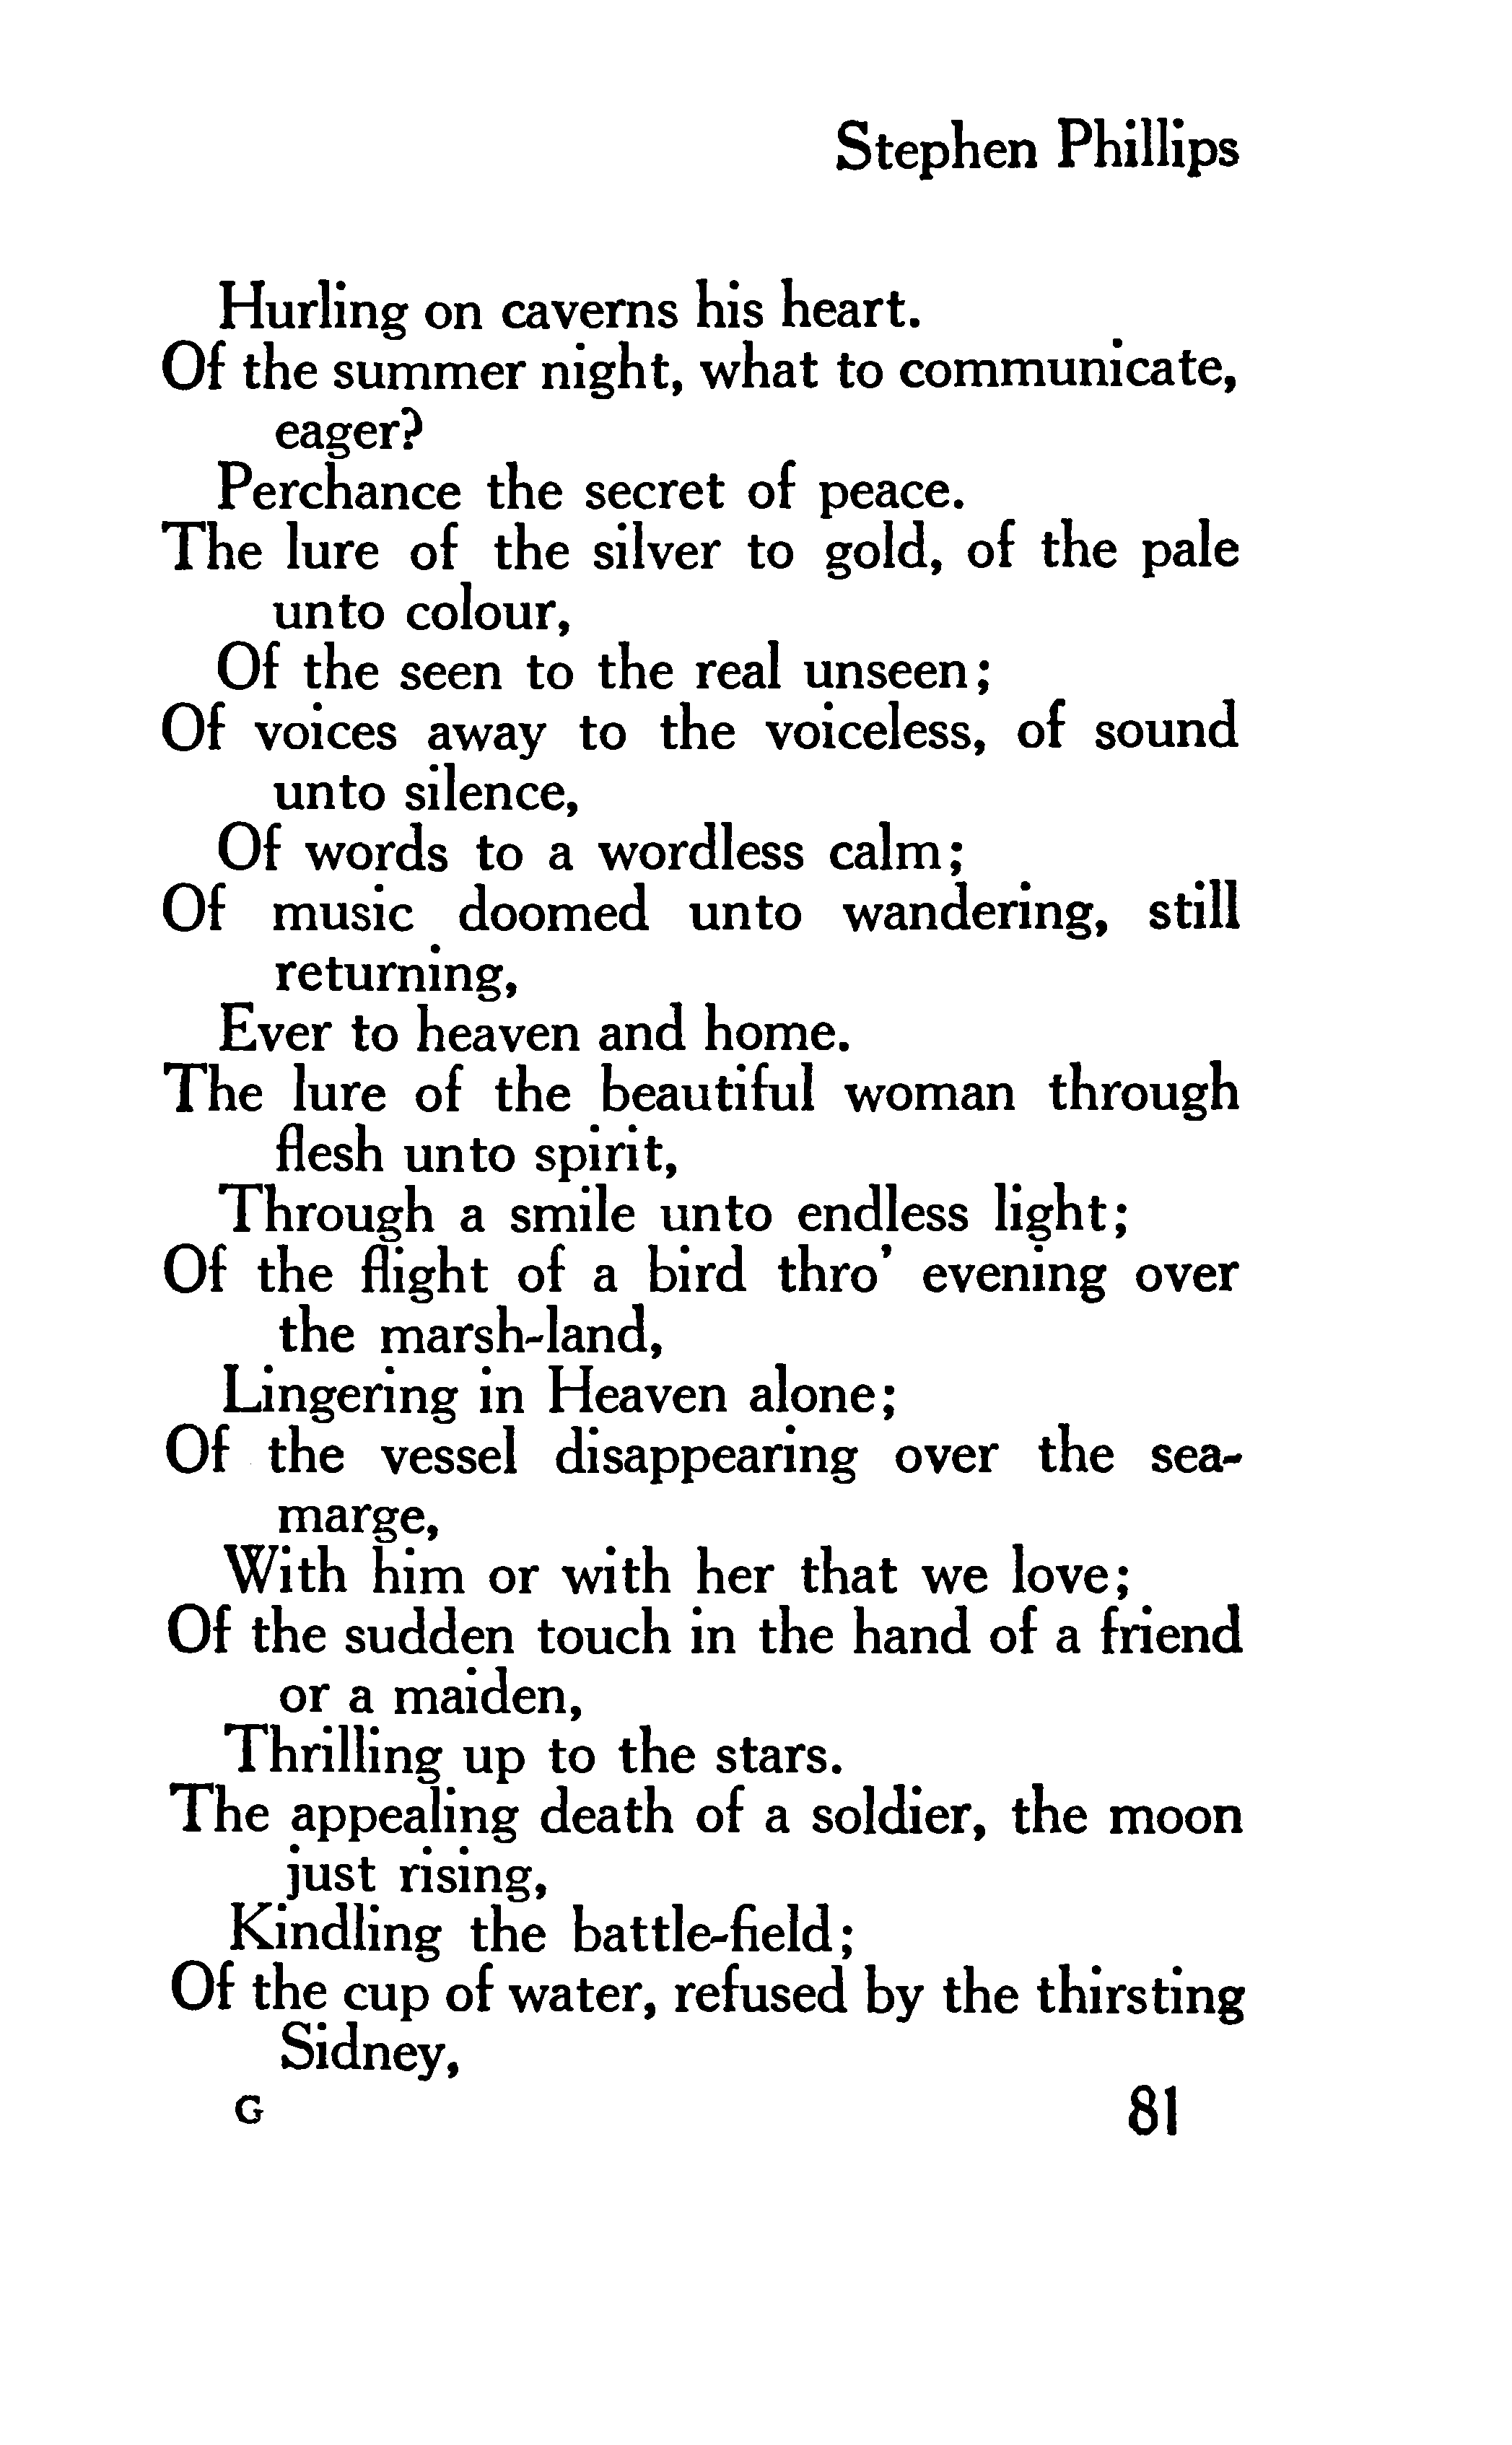 Stephen Phillips
Hurling on caverns his heart.
Of the summer night, what to communicate,
eager?
Perchance the secret of peace.
The lure of the silver to gold, of the pale
unto colour,
Of the seen to the real unseen;
Of voices away to the voiceless, of sound
unto silence,
Of words to a wordless calm;
Of music doomed unto wandering, still
returning,
Ever to heaven and home.
The lure of the beautiful woman through
flesh unto spirit,
Through a smile unto endless light;
Of the flight of a bird thro' evening over
the marsh-land,
Lingering in Heaven alone;
Of the vessel disappearing over the sea-
marge,
With him or with her that we love;
Of the sudden touch in the hand of a friend
or a maiden,
Thrilling up to the stars.
The appealing death of a soldier, the moon
just rising,
Kindling the battle-field;
Of the cup of water, refused by the thirsting
Sidney,
G 81